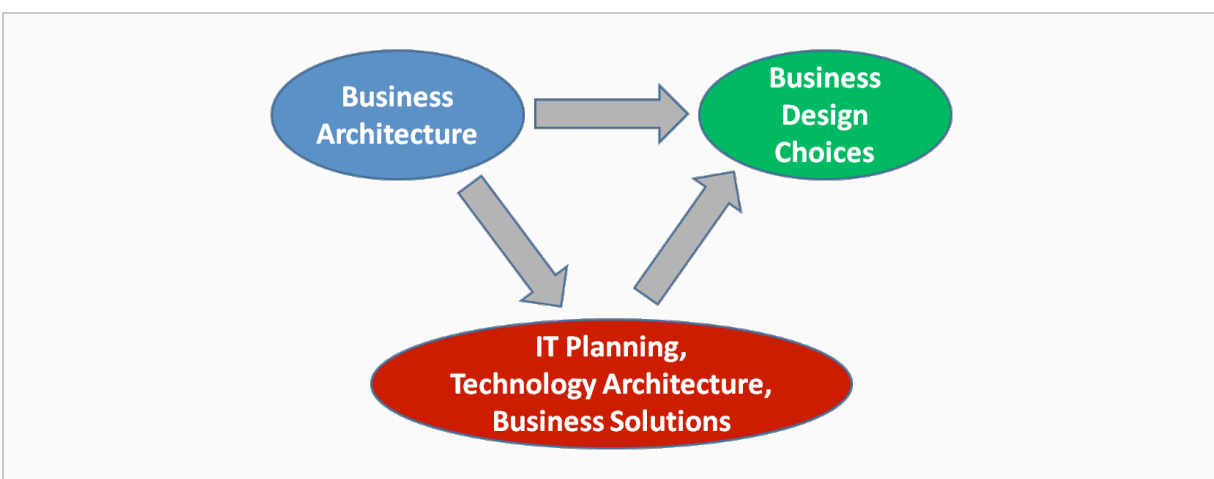 Business
Architecture
Business
Design
Choices
IT Planning,
Technology Architecture,
Business Solutions